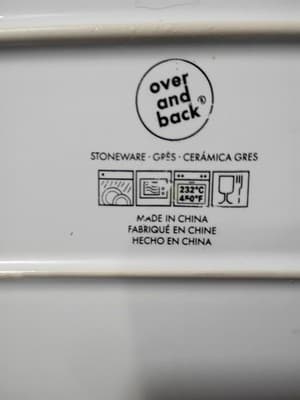 over
and
back®
STONEWARE · GRÈS · CERÁMICA GRES
232°C
450°F
MADE IN CHINA
FABRIQUÉ EN CHINE
HECHO EN CHINA